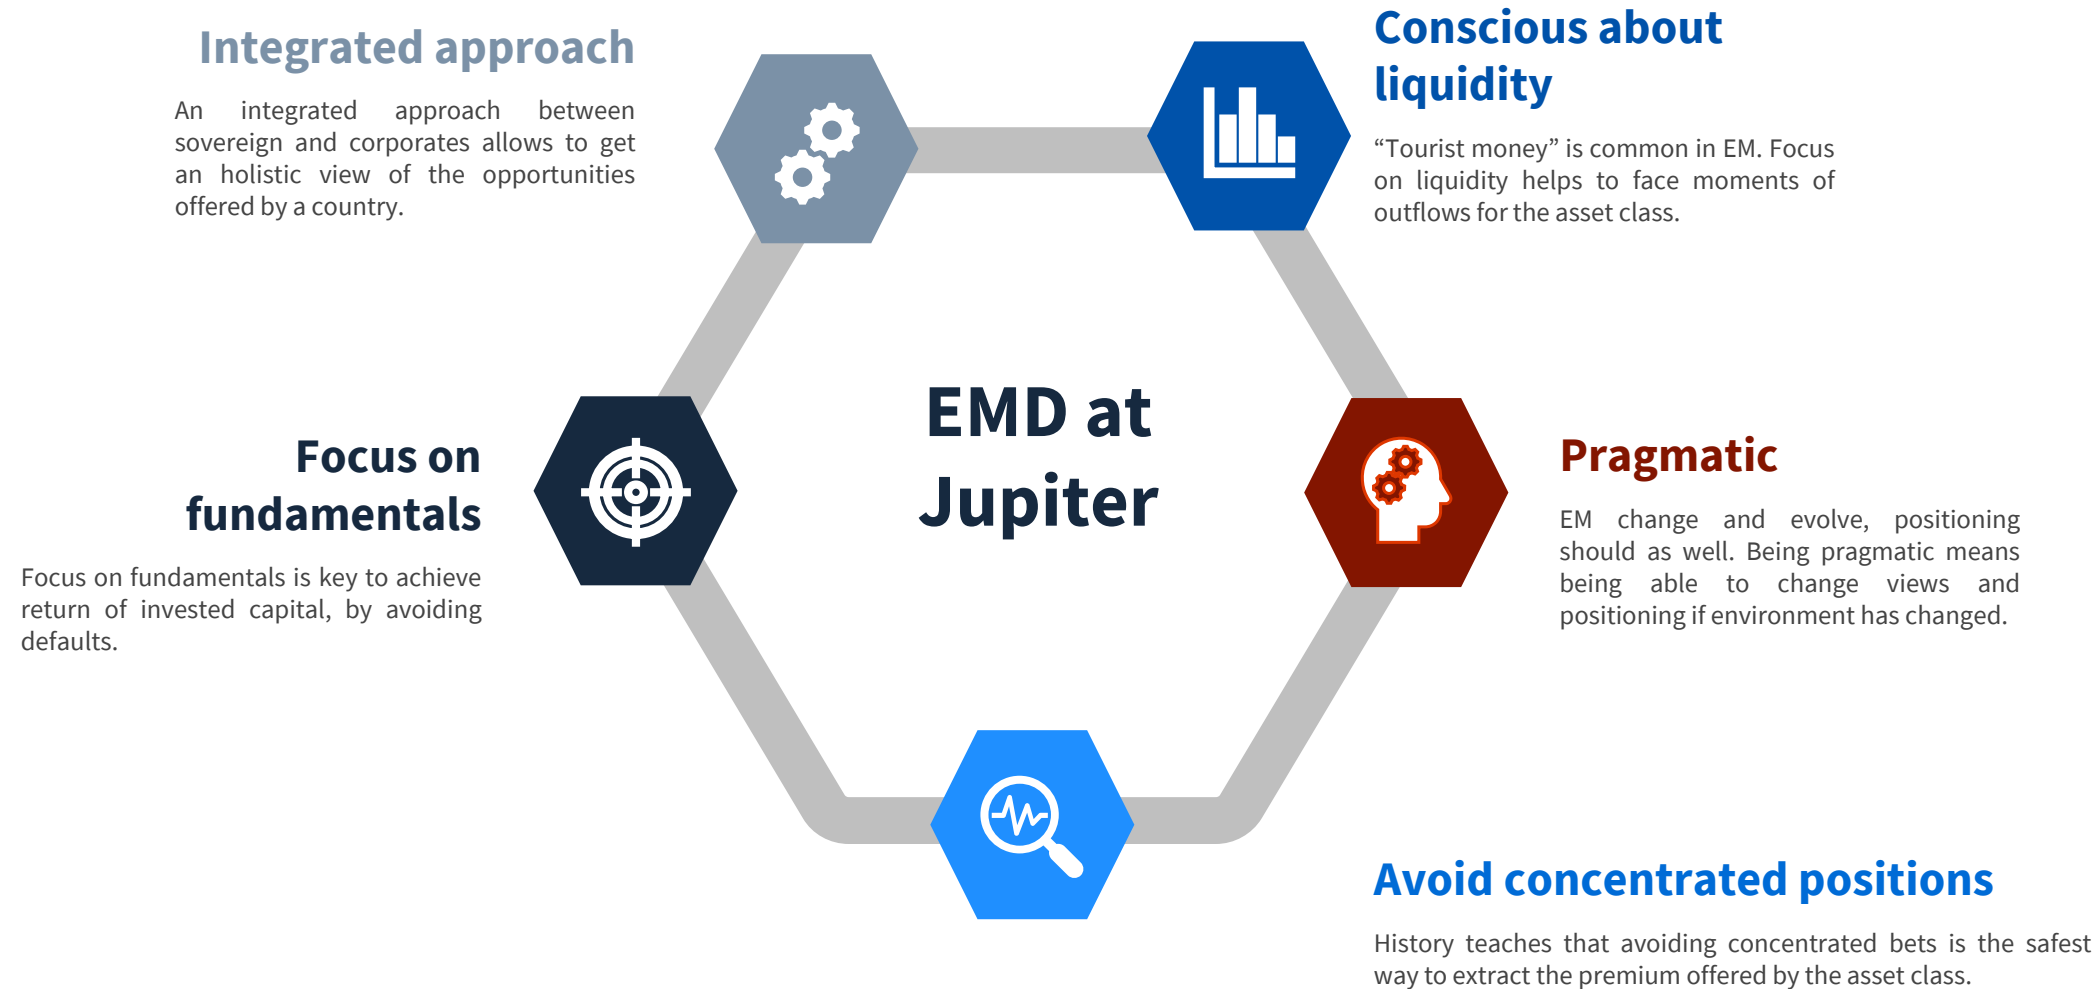 Integrated approach
An integrated approach between
sovereign and corporates allows to get
an holistic view of the opportunities
offered by a country.
Conscious about
liquidity
“Tourist money” is common in EM. Focus
on liquidity helps to face moments of
outflows for the asset class.
EMD at
Jupiter
Focus on
fundamentals
Focus on fundamentals is key to achieve
return of invested capital, by avoiding
defaults.
Pragmatic
EM change and evolve, positioning
should as well. Being pragmatic means
being able to change views and
positioning if environment has changed.
Avoid concentrated positions
History teaches that avoiding concentrated bets is the safest
way to extract the premium offered by the asset class.